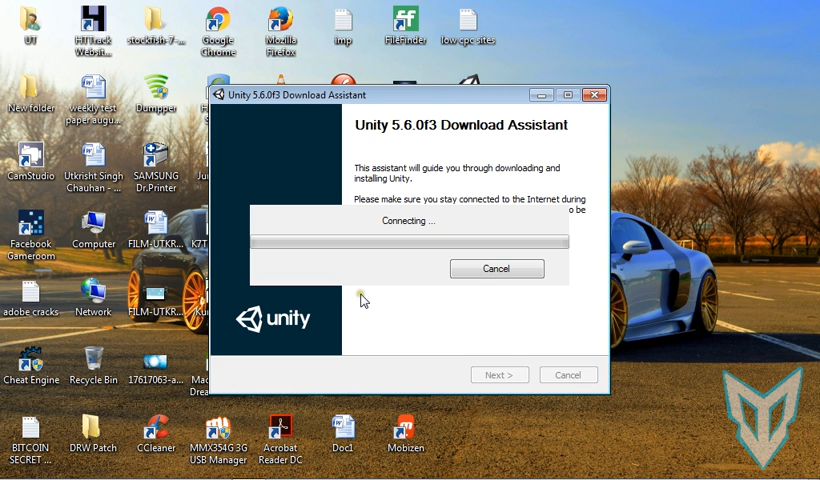 UT
HTTrack
Websit...
stockfish-7-...
Google
Chrome
Mozilla
Firefox
imp
FileFinder
low cpc sites
New folder
weekly test
paper augu...
Dumpper
Unity 5.6.0f3 Download Assistant
Unity 5.6.0f3 Download Assistant
This assistant will guide you through downloading and
installing Unity.
Please make sure you stay connected to the Internet during
o be
Connecting ...
Cancel
unity
Next >
Cancel
CamStudio
Utkrisht Singh
Chauhan - ...
SAMSUNG
Dr.Printer
Facebook
Gameroom
Computer
FILM-UTKR...
K7T
adobe cracks
Network
FILM-UTKR...
Cheat Engine
Recycle Bin
17617063-a...
BITCOIN
SECRET ...
DRW Patch
CCleaner
MMX354G 3G
USB Manager
Acrobat
Reader DC
Doc1
Mobizen